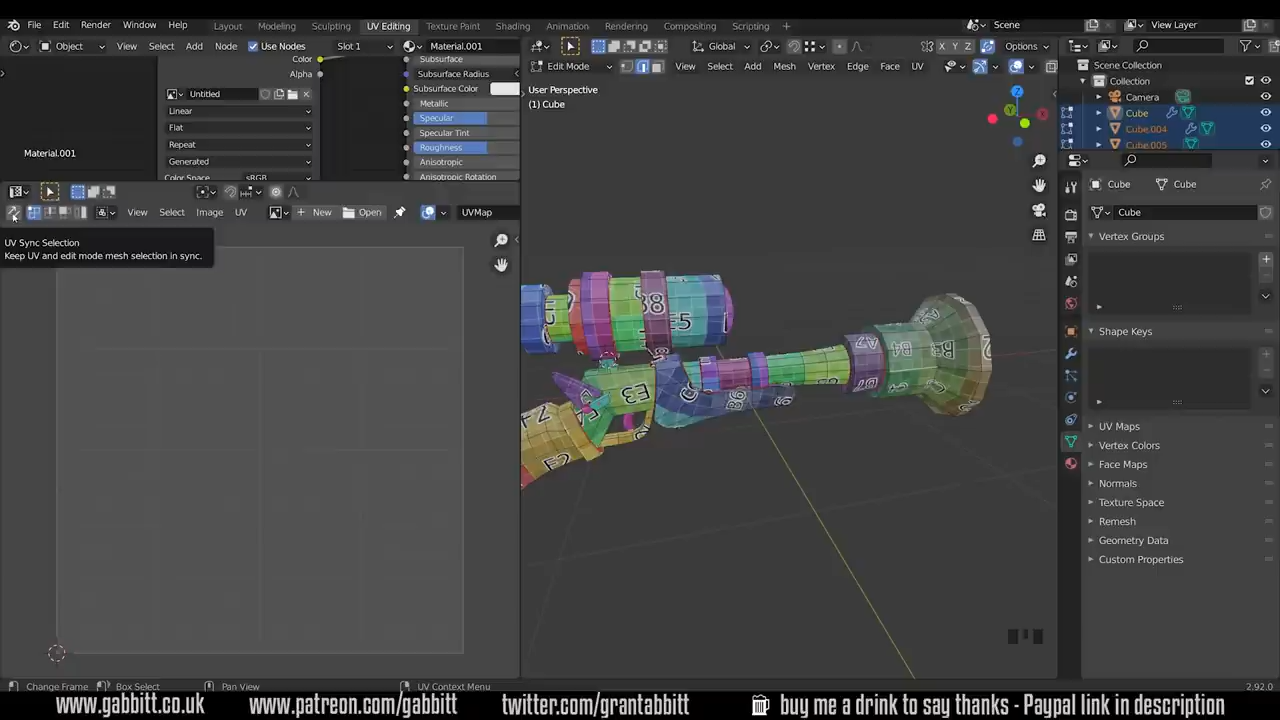 File Edit Render Window Help Layout Modeling Sculpting UV Editing Texture Paint Shading Animation Rendering Compositing Scripting Scene View Layer
Object View Select Add Node Use Nodes Slot 1 Material.001 Global X Y Z Options
Edit Mode View Select Add Mesh Vertex Edge Face UV
Color
Alpha
Untitled
Linear
Flat
Repeat
Generated
Color Space sRGB
Material.001
Subsurface
Subsurface Radius
Subsurface Color
Metallic
Specular
Specular Tint
Roughness
Anisotropic
Anisotropic Rotation
View Select Image UV New Open UVMap
UV Sync Selection
Keep UV and edit mode mesh selection in sync.
User Perspective
(1) Cube
Z
Y
X
B8
E5
E3
E2
B6
A7
B7
B4
Scene Collection
Collection
Camera
Cube
Cube.004
Cube.005
Cube Cube
Cube
Vertex Groups
Shape Keys
UV Maps
Vertex Colors
Face Maps
Normals
Texture Space
Remesh
Geometry Data
Custom Properties
Change Frame Box Select Pan View UV Context Menu 2.92.0
www.gabbitt.co.uk www.patreon.com/gabbitt twitter.com/grantabbitt buy me a drink to say thanks - Paypal link in description